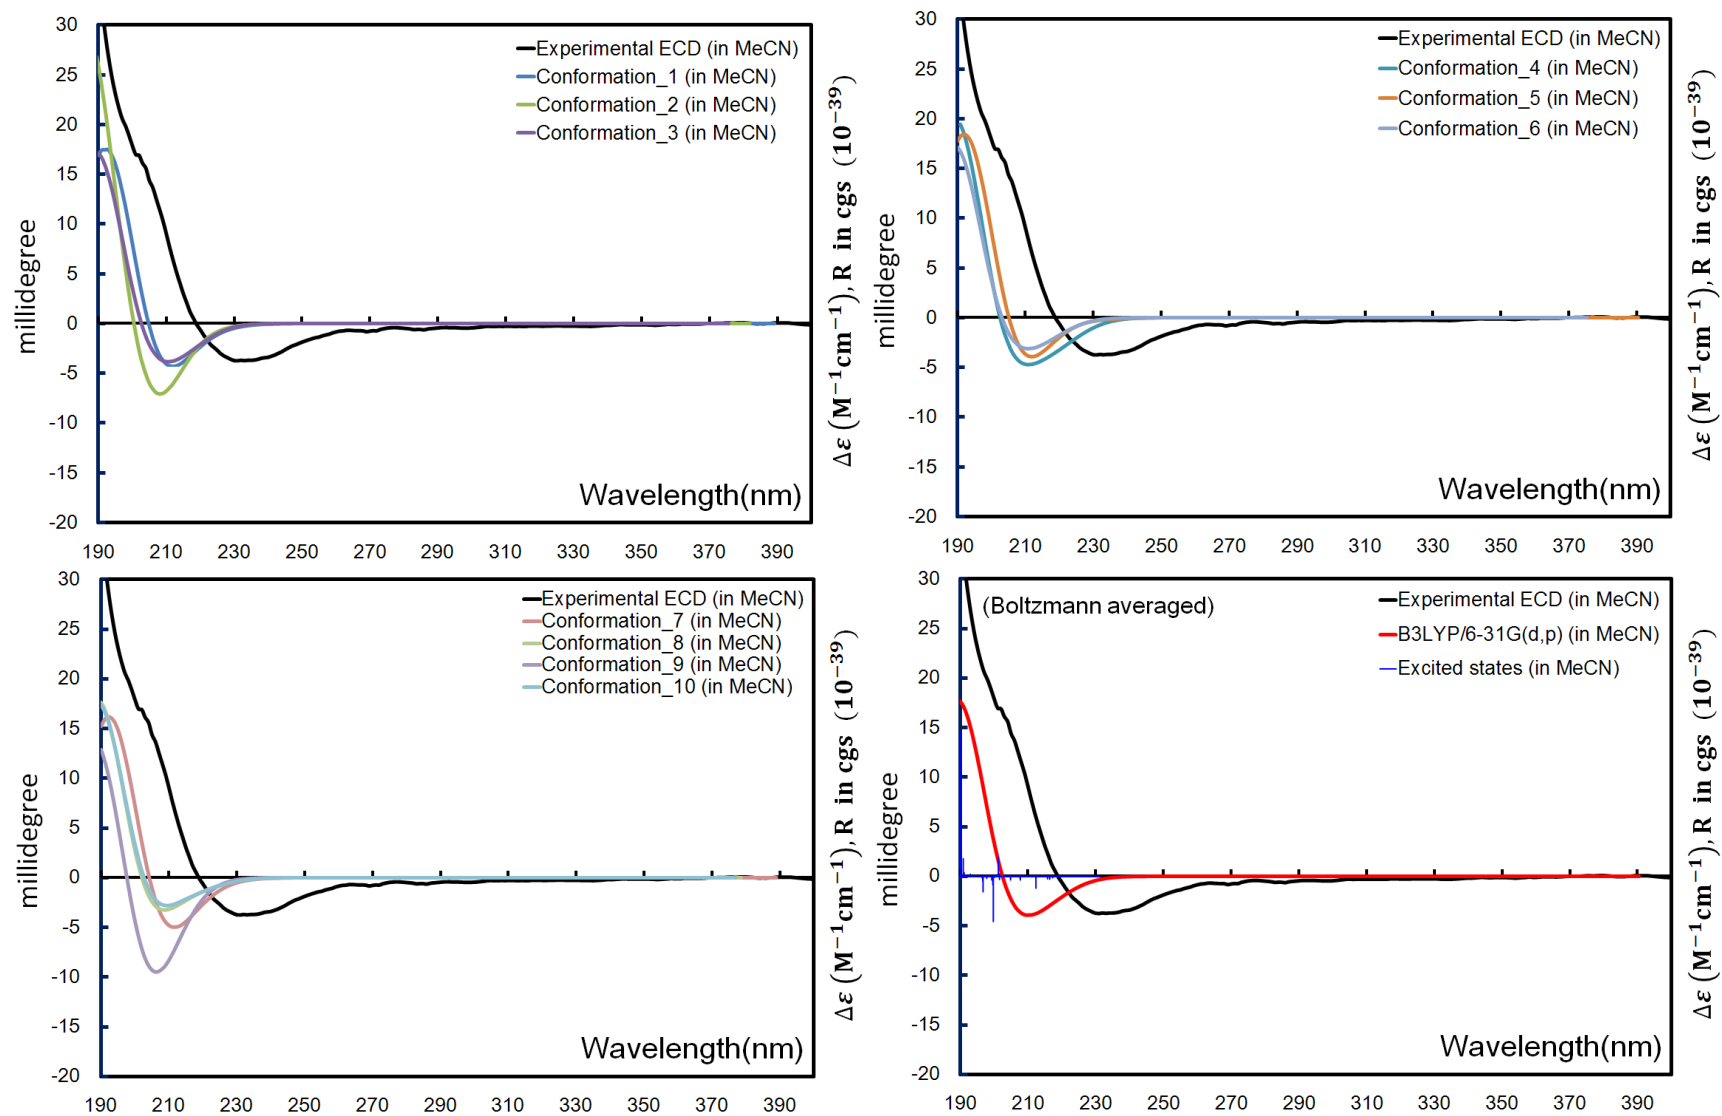 30
25
20
15
10
5
0
-5
-10
-15
-20
millidegree
Experimental ECD (in MeCN)
Conformation_1 (in MeCN)
Conformation_2 (in MeCN)
Conformation_3 (in MeCN)
Wavelength(nm)
Δε (M⁻¹cm⁻¹), R in cgs (10⁻³⁹)
190 210 230 250 270 290 310 330 350 370 390
30
25
20
15
10
5
0
-5
-10
-15
-20
millidegree
Experimental ECD (in MeCN)
Conformation_4 (in MeCN)
Conformation_5 (in MeCN)
Conformation_6 (in MeCN)
Wavelength(nm)
Δε (M⁻¹cm⁻¹), R in cgs (10⁻³⁹)
190 210 230 250 270 290 310 330 350 370 390
30
25
20
15
10
5
0
-5
-10
-15
-20
millidegree
Experimental ECD (in MeCN)
Conformation_7 (in MeCN)
Conformation_8 (in MeCN)
Conformation_9 (in MeCN)
Conformation_10 (in MeCN)
Wavelength(nm)
Δε (M⁻¹cm⁻¹), R in cgs (10⁻³⁹)
190 210 230 250 270 290 310 330 350 370 390
30
25
20
15
10
5
0
-5
-10
-15
-20
millidegree
(Boltzmann averaged)
Experimental ECD (in MeCN)
B3LYP/6-31G(d,p) (in MeCN)
Excited states (in MeCN)
Wavelength(nm)
Δε (M⁻¹cm⁻¹), R in cgs (10⁻³⁹)
190 210 230 250 270 290 310 330 350 370 390